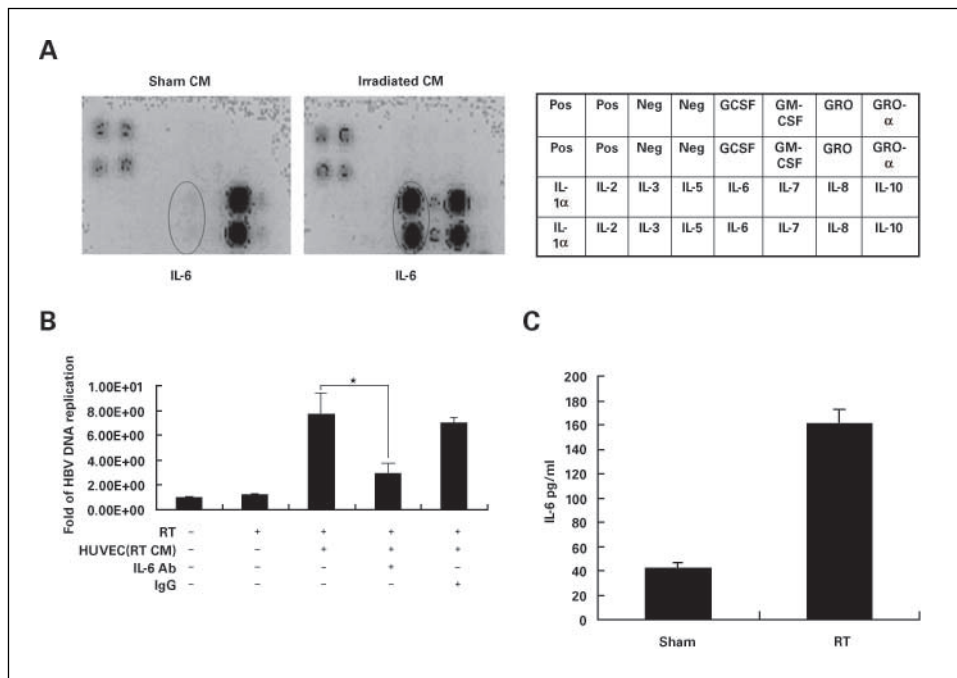 A
Sham CM
Irradiated CM
IL-6
IL-6
Pos Pos Neg Neg GCSF GM-CSF GRO GRO-α
Pos Pos Neg Neg GCSF GM-CSF GRO GRO-α
IL-1α IL-2 IL-3 IL-5 IL-6 IL-7 IL-8 IL-10
IL-1α IL-2 IL-3 IL-5 IL-6 IL-7 IL-8 IL-10
B
Fold of HBV DNA replication
1.00E+01
8.00E+00
6.00E+00
4.00E+00
2.00E+00
0.00E+00
*
RT – + + + +
HUVEC(RT CM) – – + + +
IL-6 Ab – – – + –
IgG – – – – +
C
IL-6 pg/ml
200
180
160
140
120
100
80
60
40
20
0
Sham RT